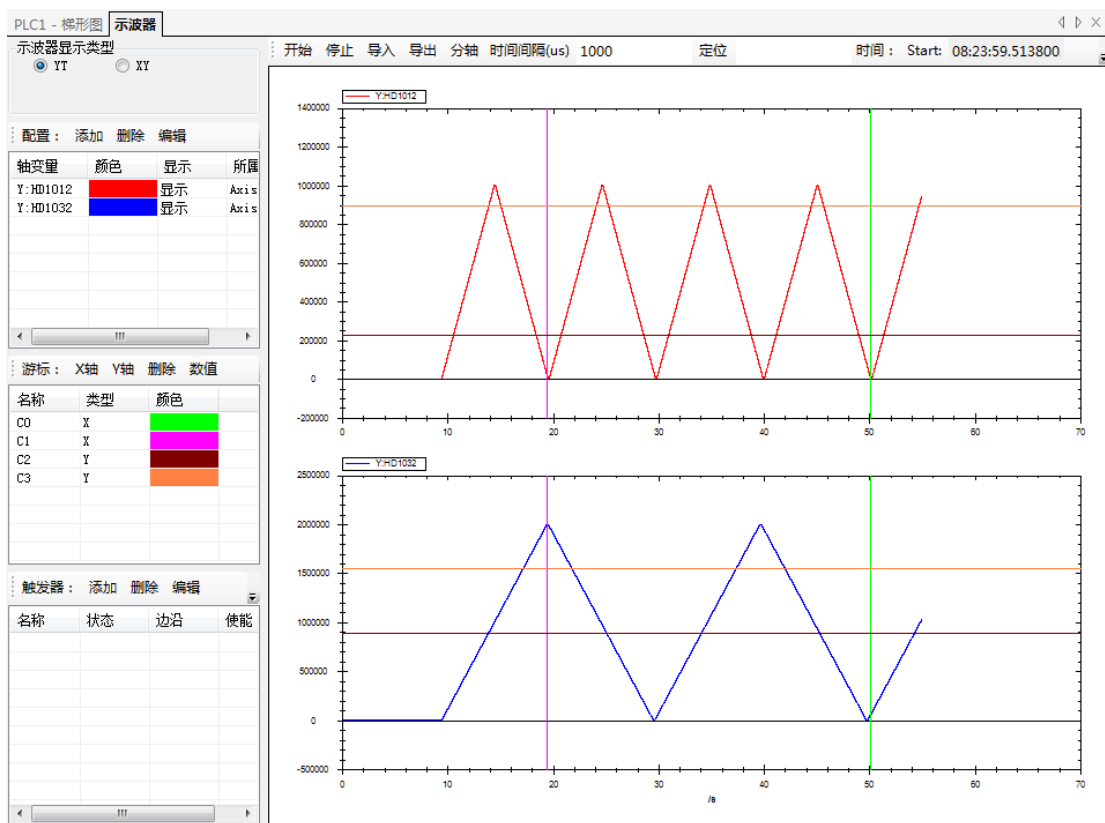 PLC1 - 梯形图 示波器
示波器显示类型
YT XY
配置： 添加 删除 编辑
轴变量 颜色 显示 所属
Y:HD1012 显示 Axis
Y:HD1032 显示 Axis
游标： X轴 Y轴 删除 数值
名称 类型 颜色
C0 X
C1 X
C2 Y
C3 Y
触发器： 添加 删除 编辑
名称 状态 边沿 使能
开始 停止 导入 导出 分轴 时间间隔(us) 1000 定位 时间： Start: 08:23:59.513800
Y:HD1012
1400000
1200000
1000000
800000
600000
400000
200000
0
-200000
0 10 20 30 40 50 60 70
Y:HD1032
2500000
2000000
1500000
1000000
500000
0
-500000
0 10 20 30 40 50 60 70
/s